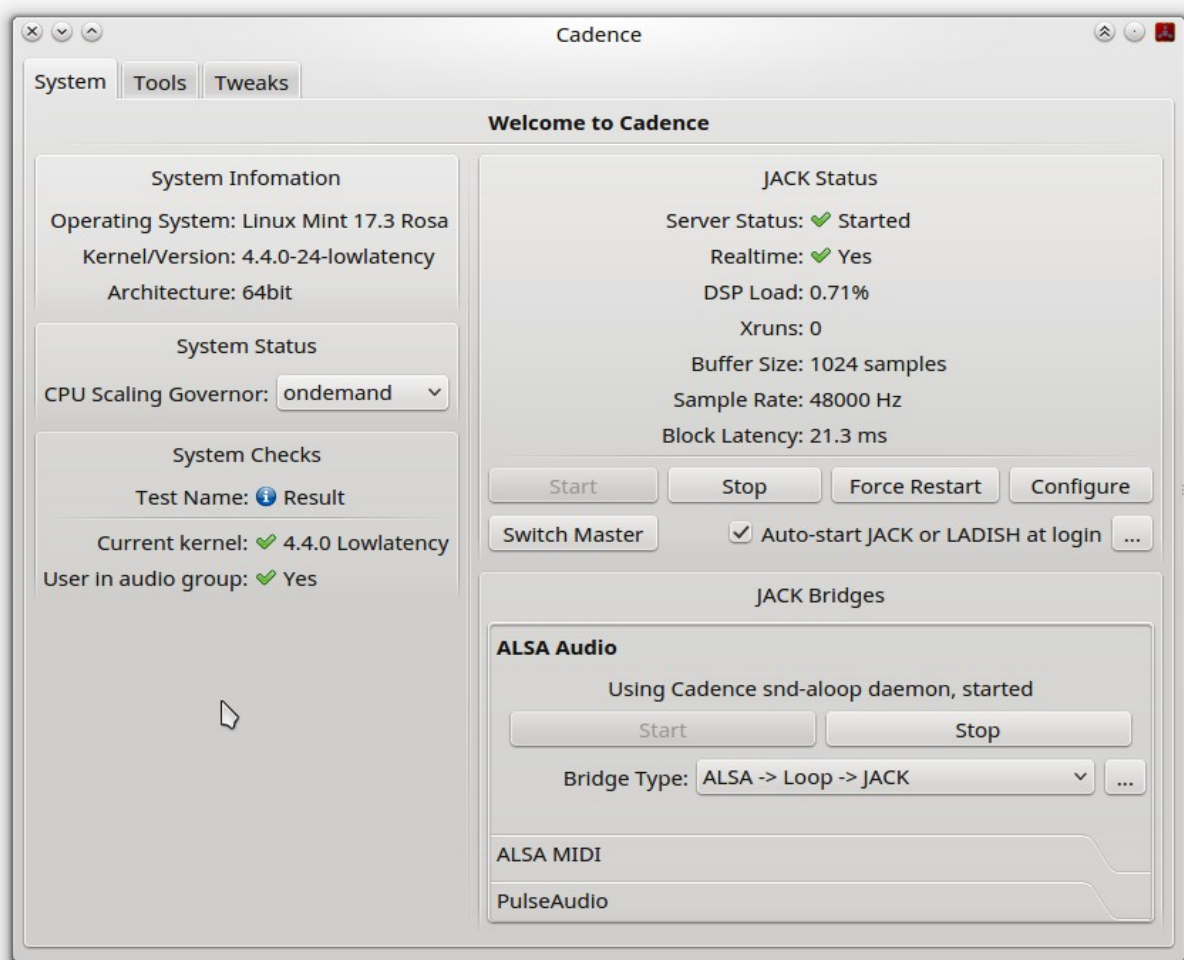 Cadence
System Tools Tweaks
Welcome to Cadence
System Infomation
Operating System: Linux Mint 17.3 Rosa
Kernel/Version: 4.4.0-24-lowlatency
Architecture: 64bit
System Status
CPU Scaling Governor: ondemand
System Checks
Test Name: Result
Current kernel: 4.4.0 Lowlatency
User in audio group: Yes
JACK Status
Server Status: Started
Realtime: Yes
DSP Load: 0.71%
Xruns: 0
Buffer Size: 1024 samples
Sample Rate: 48000 Hz
Block Latency: 21.3 ms
Start Stop Force Restart Configure
Switch Master Auto-start JACK or LADISH at login ...
JACK Bridges
ALSA Audio
Using Cadence snd-aloop daemon, started
Start Stop
Bridge Type: ALSA -> Loop -> JACK ...
ALSA MIDI
PulseAudio